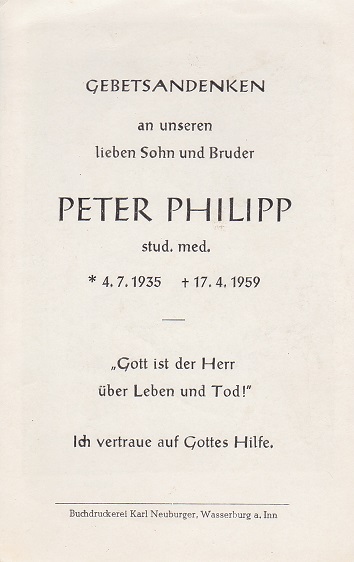 GEBETSANDENKEN
an unseren
lieben Sohn und Bruder
PETER PHILIPP
stud. med.
* 4. 7. 1935 † 17. 4. 1959
„Gott ist der Herr
über Leben und Tod!"
Ich vertraue auf Gottes Hilfe.
Buchdruckerei Karl Neuburger, Wasserburg a. Inn